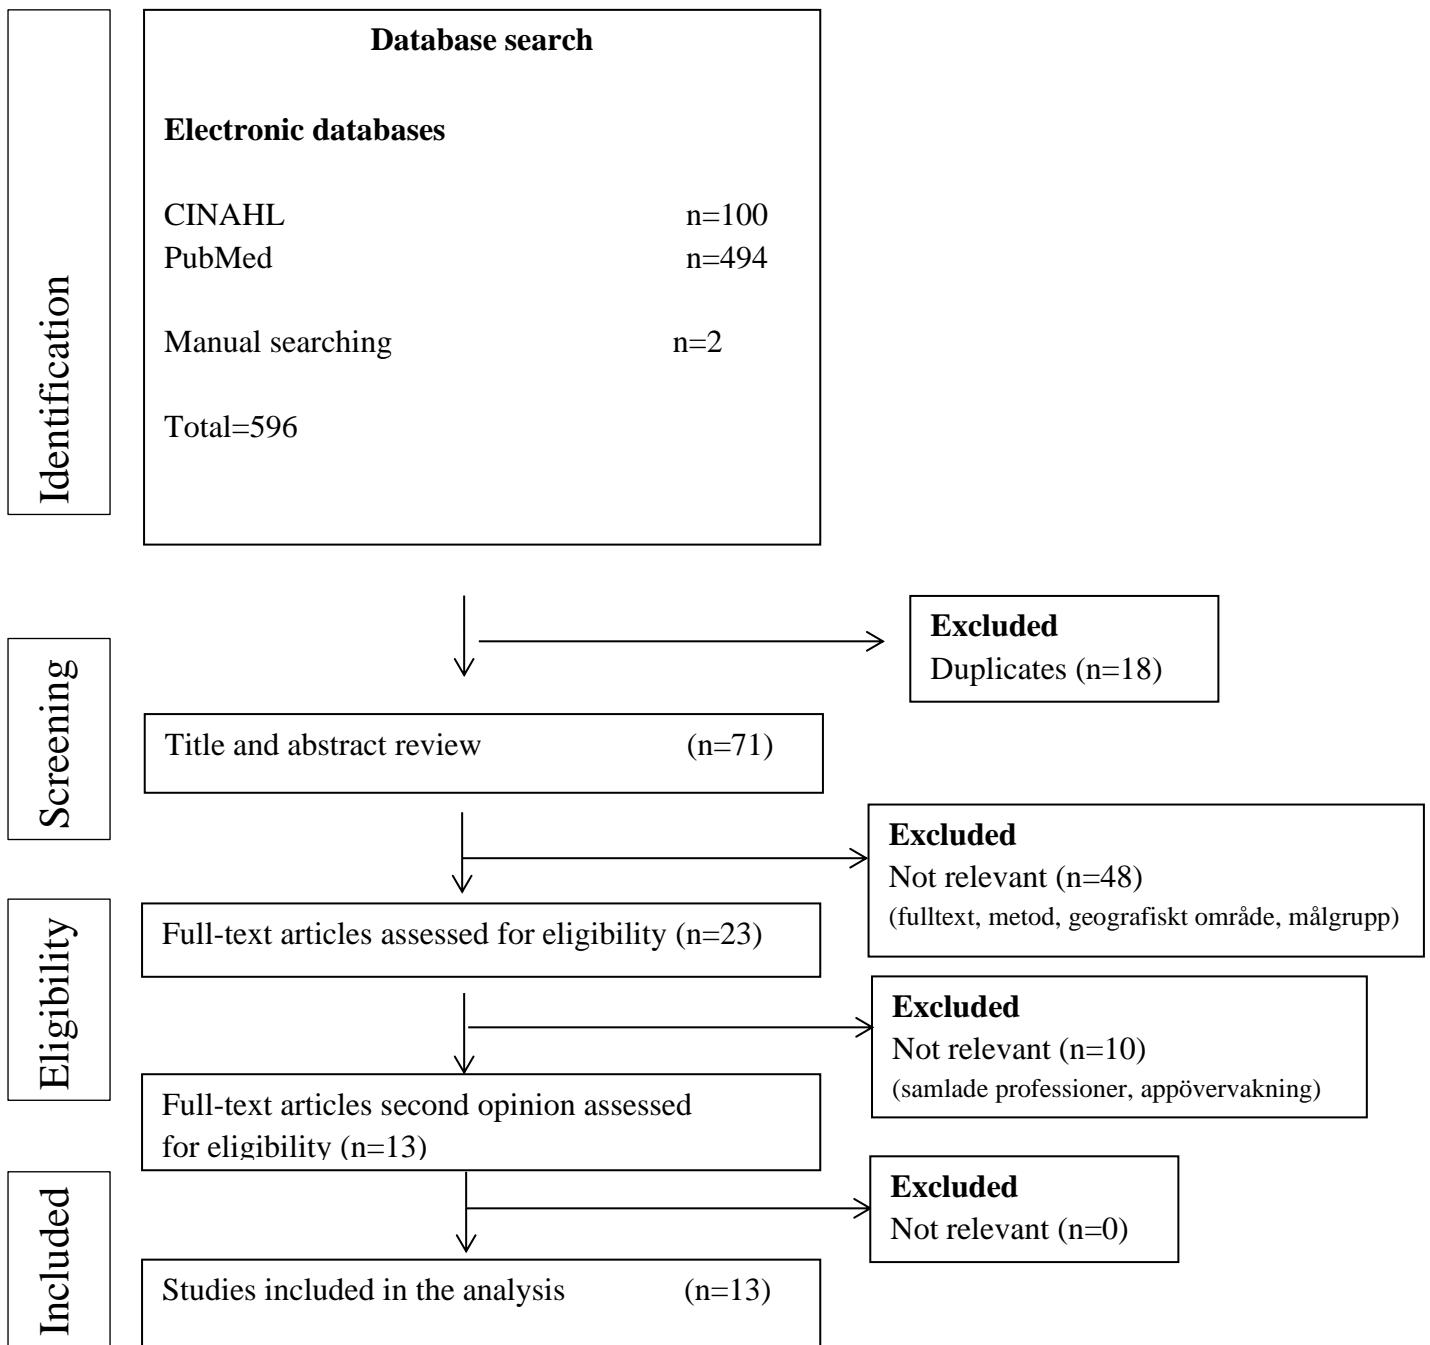 Identification
Database search
Electronic databases
CINAHL n=100
PubMed n=494
Manual searching n=2
Total=596
Excluded
Duplicates (n=18)
Screening
Title and abstract review (n=71)
Excluded
Not relevant (n=48)
(fulltext, metod, geografiskt område, målgrupp)
Eligibility
Full-text articles assessed for eligibility (n=23)
Excluded
Not relevant (n=10)
(samlade professioner, appövervakning)
Full-text articles second opinion assessed
for eligibility (n=13)
Excluded
Not relevant (n=0)
Included
Studies included in the analysis (n=13)